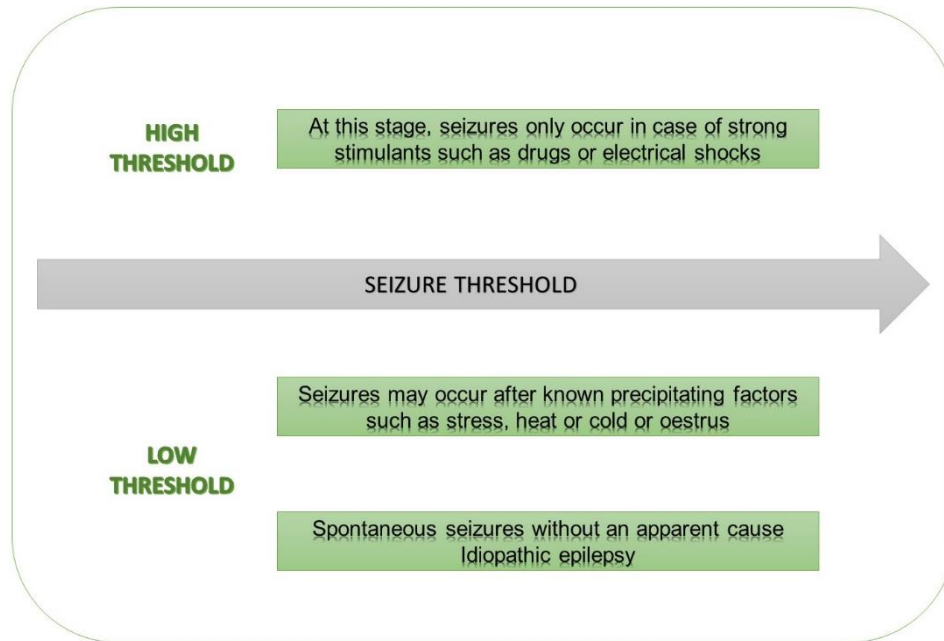 HIGH
THRESHOLD
At this stage, seizures only occur in case of strong
stimulants such as drugs or electrical shocks
SEIZURE THRESHOLD
Seizures may occur after known precipitating factors
such as stress, heat or cold or oestrus
LOW
THRESHOLD
Spontaneous seizures without an apparent cause
Idiopathic epilepsy